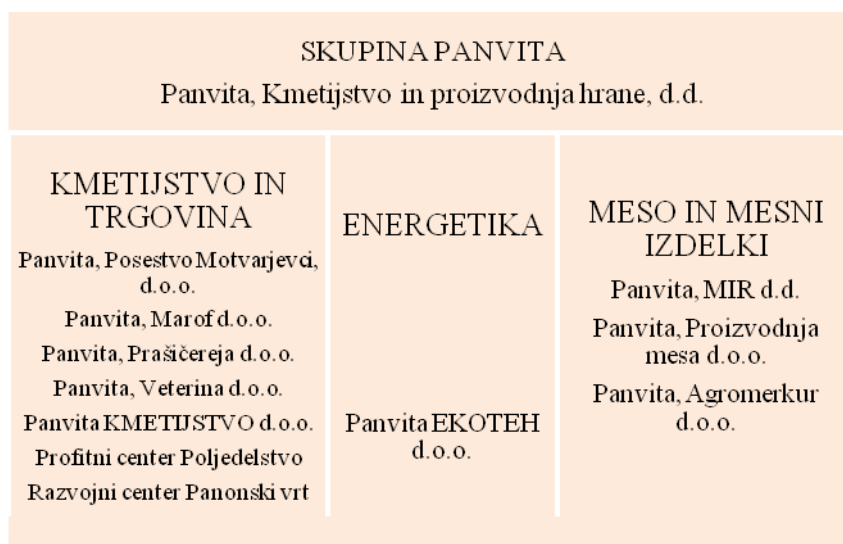 SKUPINA PANVITA
Panvita, Kmetijstvo in proizvodnja hrane, d.d.
KMETIJSTVO IN
TRGOVINA
Panvita, Posestvo Motvarjevci,
d.o.o.
Panvita, Marof d.o.o.
Panvita, Prašičereja d.o.o.
Panvita, Veterina d.o.o.
Panvita KMETIJSTVO d.o.o.
Profitni center Poljedelstvo
Razvojni center Panonski vrt
ENERGETIKA
Panvita EKOTEH
d.o.o.
MESO IN MESNI
IZDELKI
Panvita, MIR d.d.
Panvita, Proizvodnja
mesa d.o.o.
Panvita, Agromerkur
d.o.o.